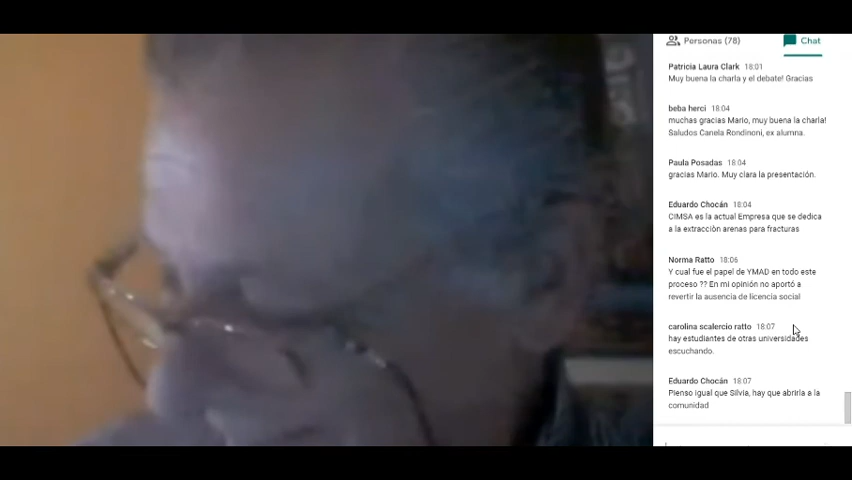 Personas (78)
Chat
Patricia Laura Clark 18:01
Muy buena la charla y el debate! Gracias
beba herci 18:04
muchas gracias Mario, muy buena la charla!
Saludos Canela Rondinoni, ex alumna.
Paula Posadas 18:04
gracias Mario. Muy clara la presentación.
Eduardo Chocán 18:04
CIMSA es la actual Empresa que se dedica
a la extracciòn arenas para fracturas
Norma Ratto 18:06
Y cual fue el papel de YMAD en todo este
proceso ?? En mi opinión no aportó a
revertir la ausencia de licencia social
carolina scalercio ratto 18:07
hay estudiantes de otras universidades
escuchando.
Eduardo Chocán 18:07
Pienso igual que Silvia, hay que abrirla a la
comunidad